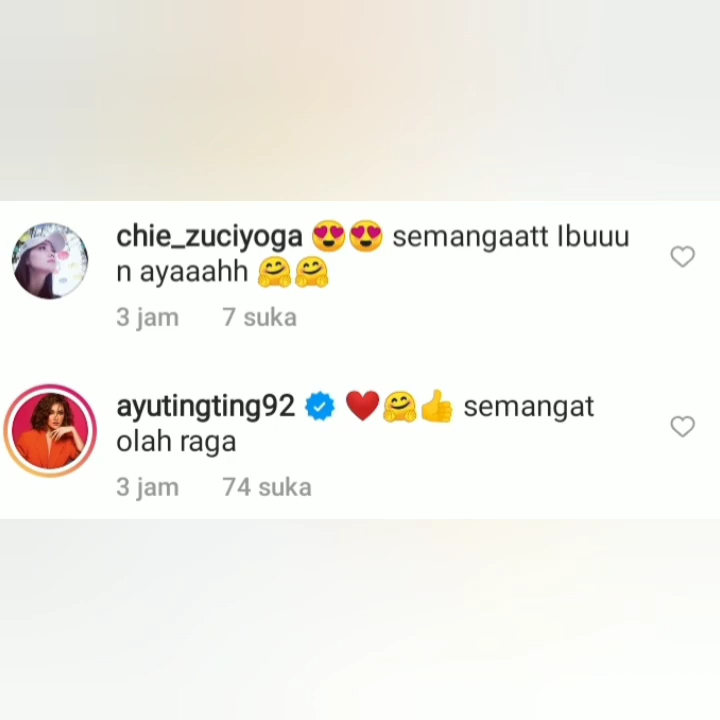 chie_zuciyoga 😍😍 semangaatt Ibuuu
n ayaaahh 🤗🤗
3 jam 7 suka
ayutingting92 ❤️🤗👍 semangat
olah raga
3 jam 74 suka